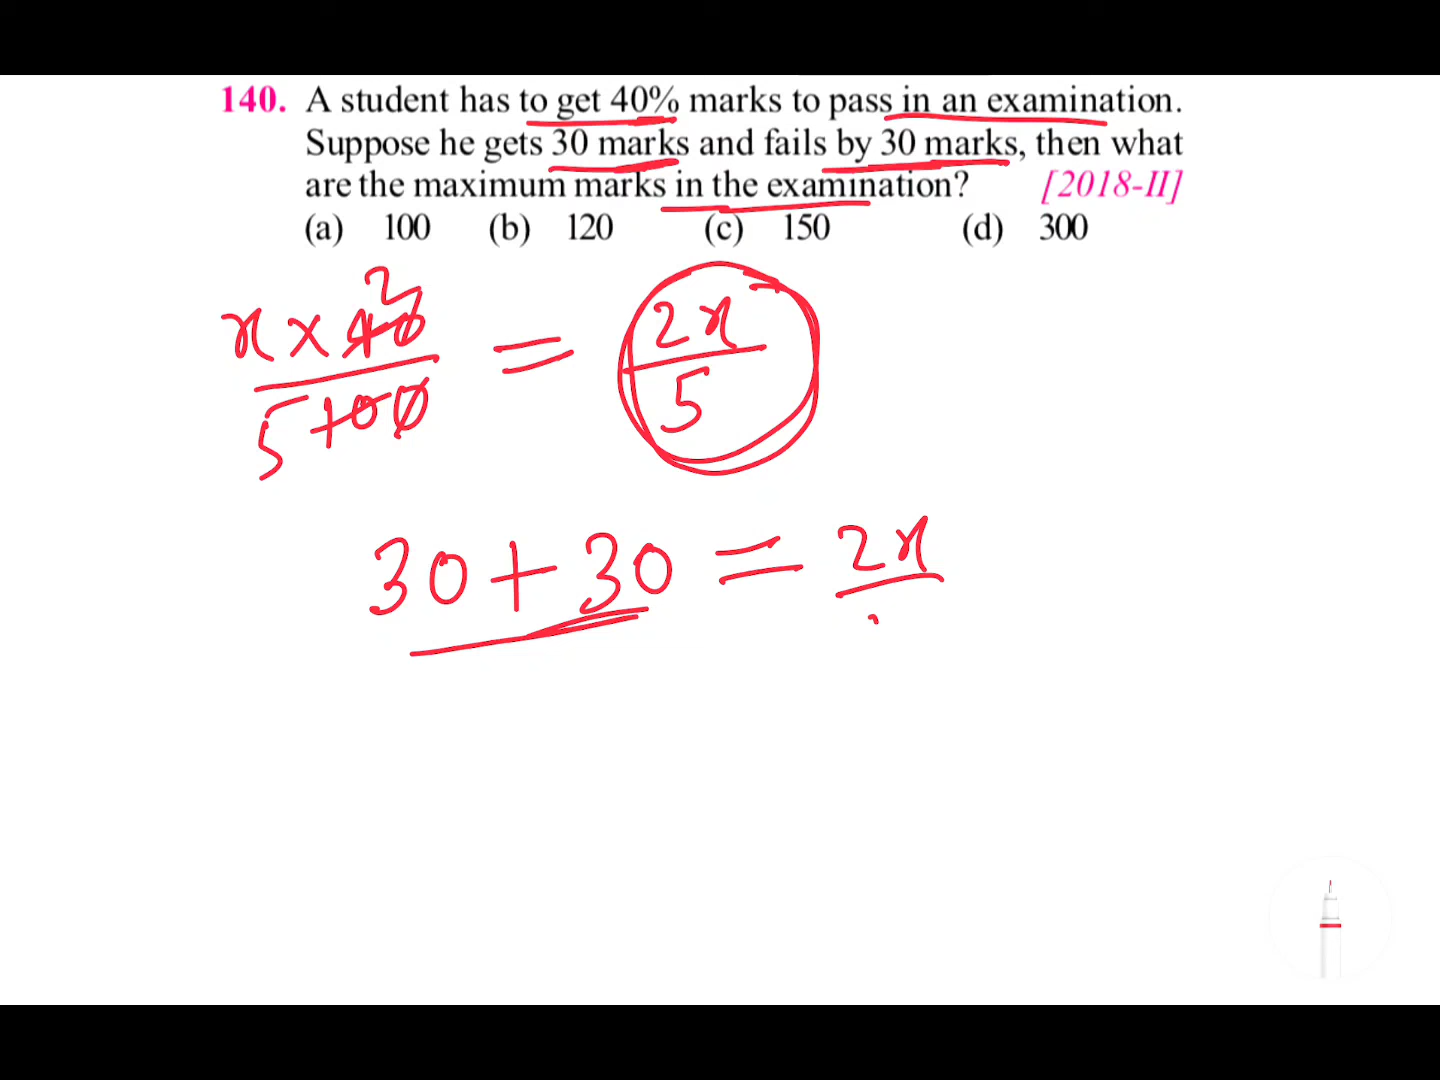 140. A student has to get 40% marks to pass in an examination.
Suppose he gets 30 marks and fails by 30 marks, then what
are the maximum marks in the examination? [2018-II]
(a) 100 (b) 120 (c) 150 (d) 300
2
x × 40 = 2x
5 100 5
30 + 30 = 2x